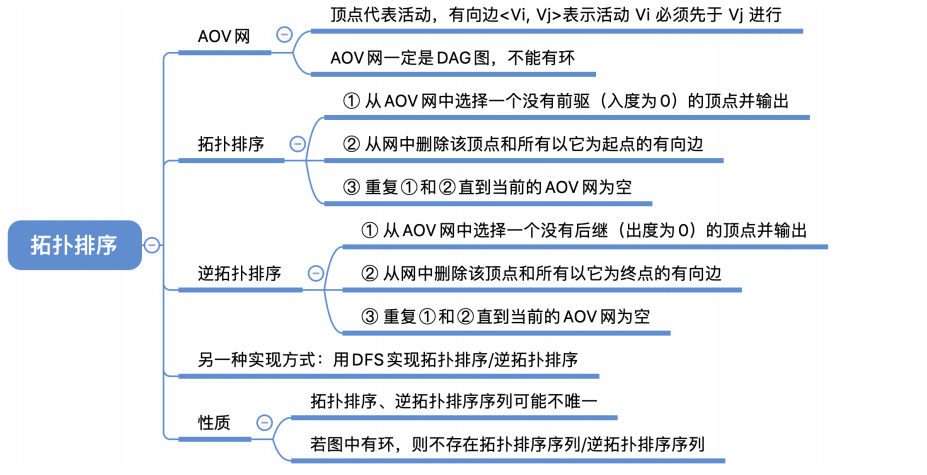 拓扑排序
AOV网
顶点代表活动，有向边<Vi, Vj>表示活动 Vi 必须先于 Vj 进行
AOV网一定是DAG图，不能有环
拓扑排序
① 从AOV网中选择一个没有前驱（入度为0）的顶点并输出
② 从网中删除该顶点和所有以它为起点的有向边
③ 重复①和②直到当前的AOV网为空
逆拓扑排序
① 从AOV网中选择一个没有后继（出度为0）的顶点并输出
② 从网中删除该顶点和所有以它为终点的有向边
③ 重复①和②直到当前的AOV网为空
另一种实现方式：用DFS实现拓扑排序/逆拓扑排序
性质
拓扑排序、逆拓扑排序序列可能不唯一
若图中有环，则不存在拓扑排序序列/逆拓扑排序序列